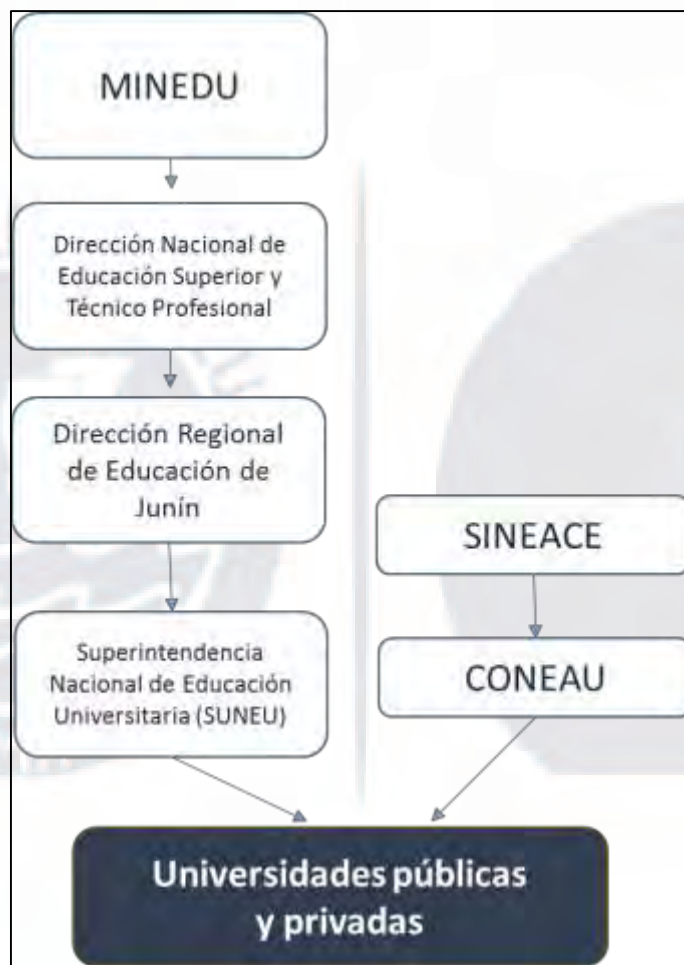 MINEDU
Dirección Nacional de
Educación Superior y
Técnico Profesional
Dirección Regional
de Educación de
Junín
Superintendencia
Nacional de Educación
Universitaria (SUNEU)
SINEACE
CONEAU
Universidades públicas
y privadas